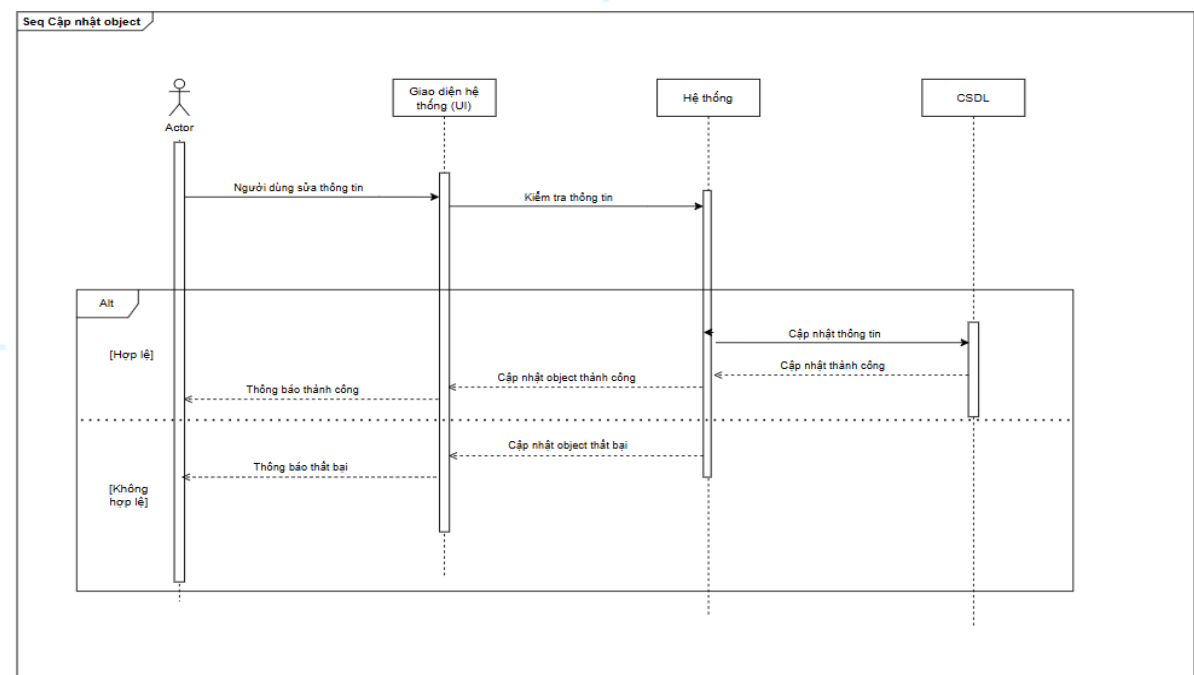 Seq Cập nhật object
Giao diện hệ
thống (UI)
Hệ thống
CSDL
Actor
Người dùng sửa thông tin
Kiểm tra thông tin
Alt
Cập nhật thông tin
[Hợp lệ]
Cập nhật thành công
Cập nhật object thành công
Thông báo thành công
Cập nhật object thất bại
Thông báo thất bại
[Không
hợp lệ]